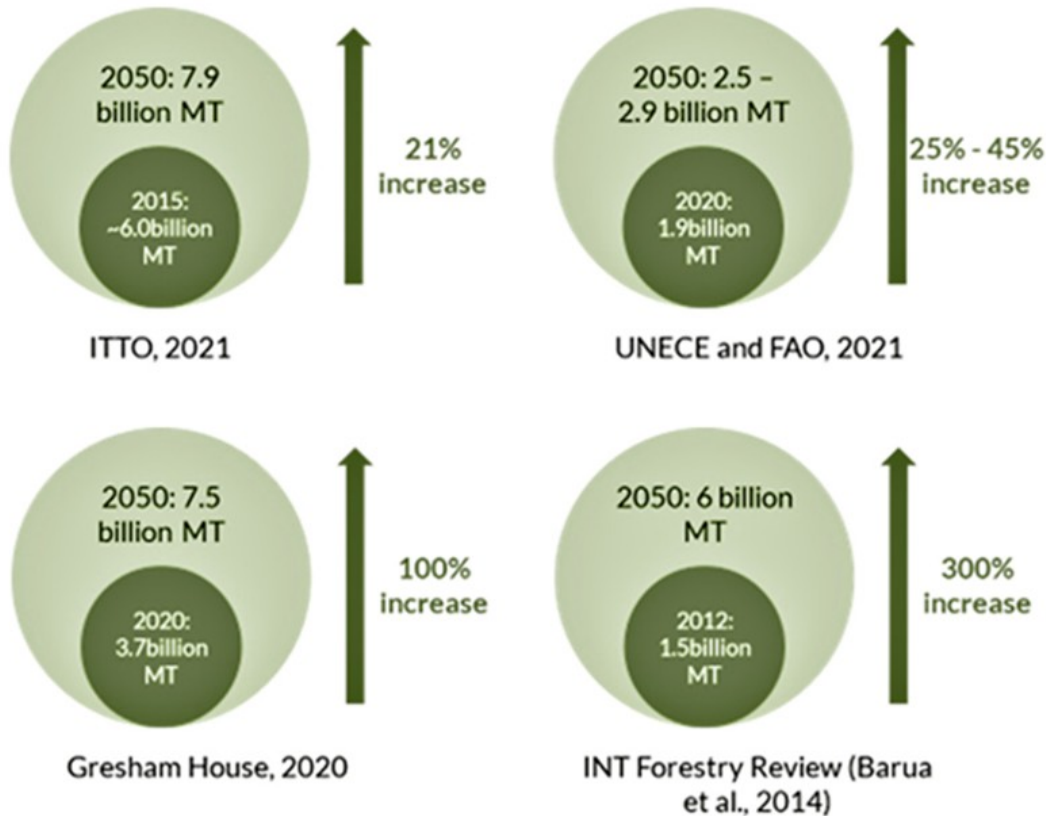 2050: 7.9
billion MT
2015:
~6.0billion
MT
21%
increase
ITTO, 2021
2050: 2.5 –
2.9 billion MT
2020:
1.9billion
MT
25% - 45%
increase
UNECE and FAO, 2021
2050: 7.5
billion MT
2020:
3.7billion
MT
100%
increase
Gresham House, 2020
2050: 6 billion
MT
2012:
1.5billion
MT
300%
increase
INT Forestry Review (Barua
et al., 2014)